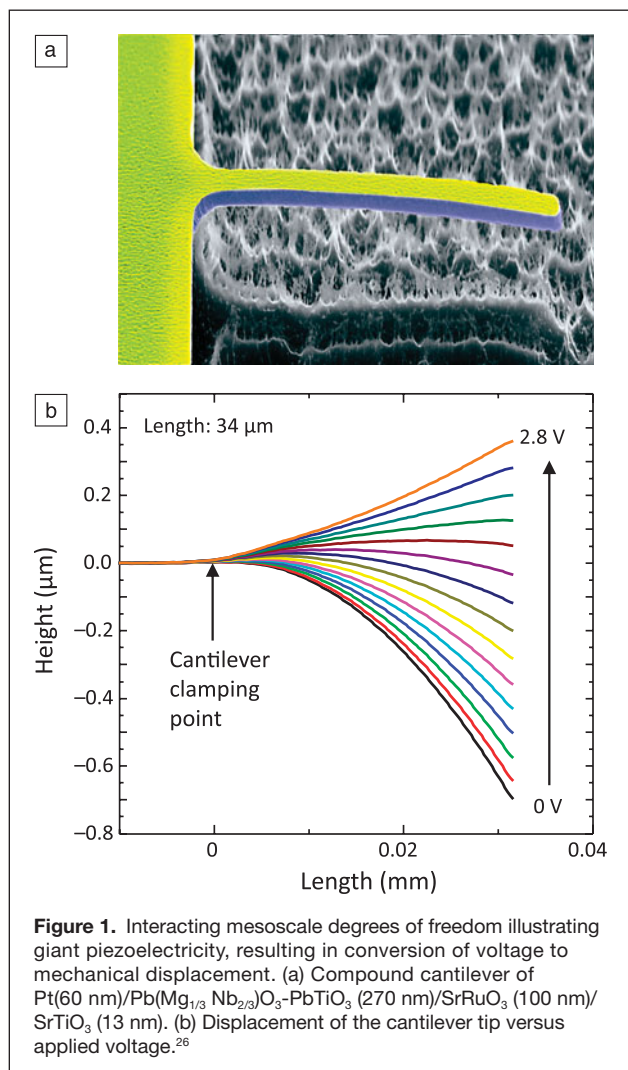 a
b
Length: 34 μm
2.8 V
0.4
0.2
0.0
−0.2
−0.4
−0.6
−0.8
Height (μm)
Cantilever
clamping
point
0 V
0
0.02
0.04
Length (mm)
Figure 1. Interacting mesoscale degrees of freedom illustrating
giant piezoelectricity, resulting in conversion of voltage to
mechanical displacement. (a) Compound cantilever of
Pt(60 nm)/Pb(Mg1/3 Nb2/3)O3-PbTiO3 (270 nm)/SrRuO3 (100 nm)/
SrTiO3 (13 nm). (b) Displacement of the cantilever tip versus
applied voltage.26